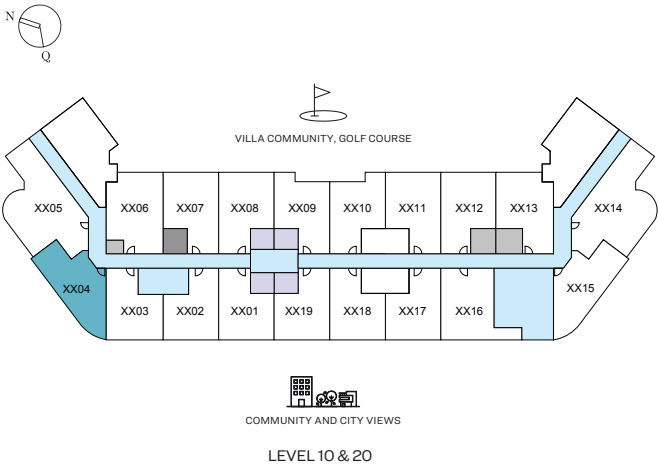 N
Q
VILLA COMMUNITY, GOLF COURSE
XX05
XX06
XX07
XX08
XX09
XX10
XX11
XX12
XX13
XX14
XX04
XX03
XX02
XX01
XX19
XX18
XX17
XX16
XX15
COMMUNITY AND CITY VIEWS
LEVEL 10 & 20